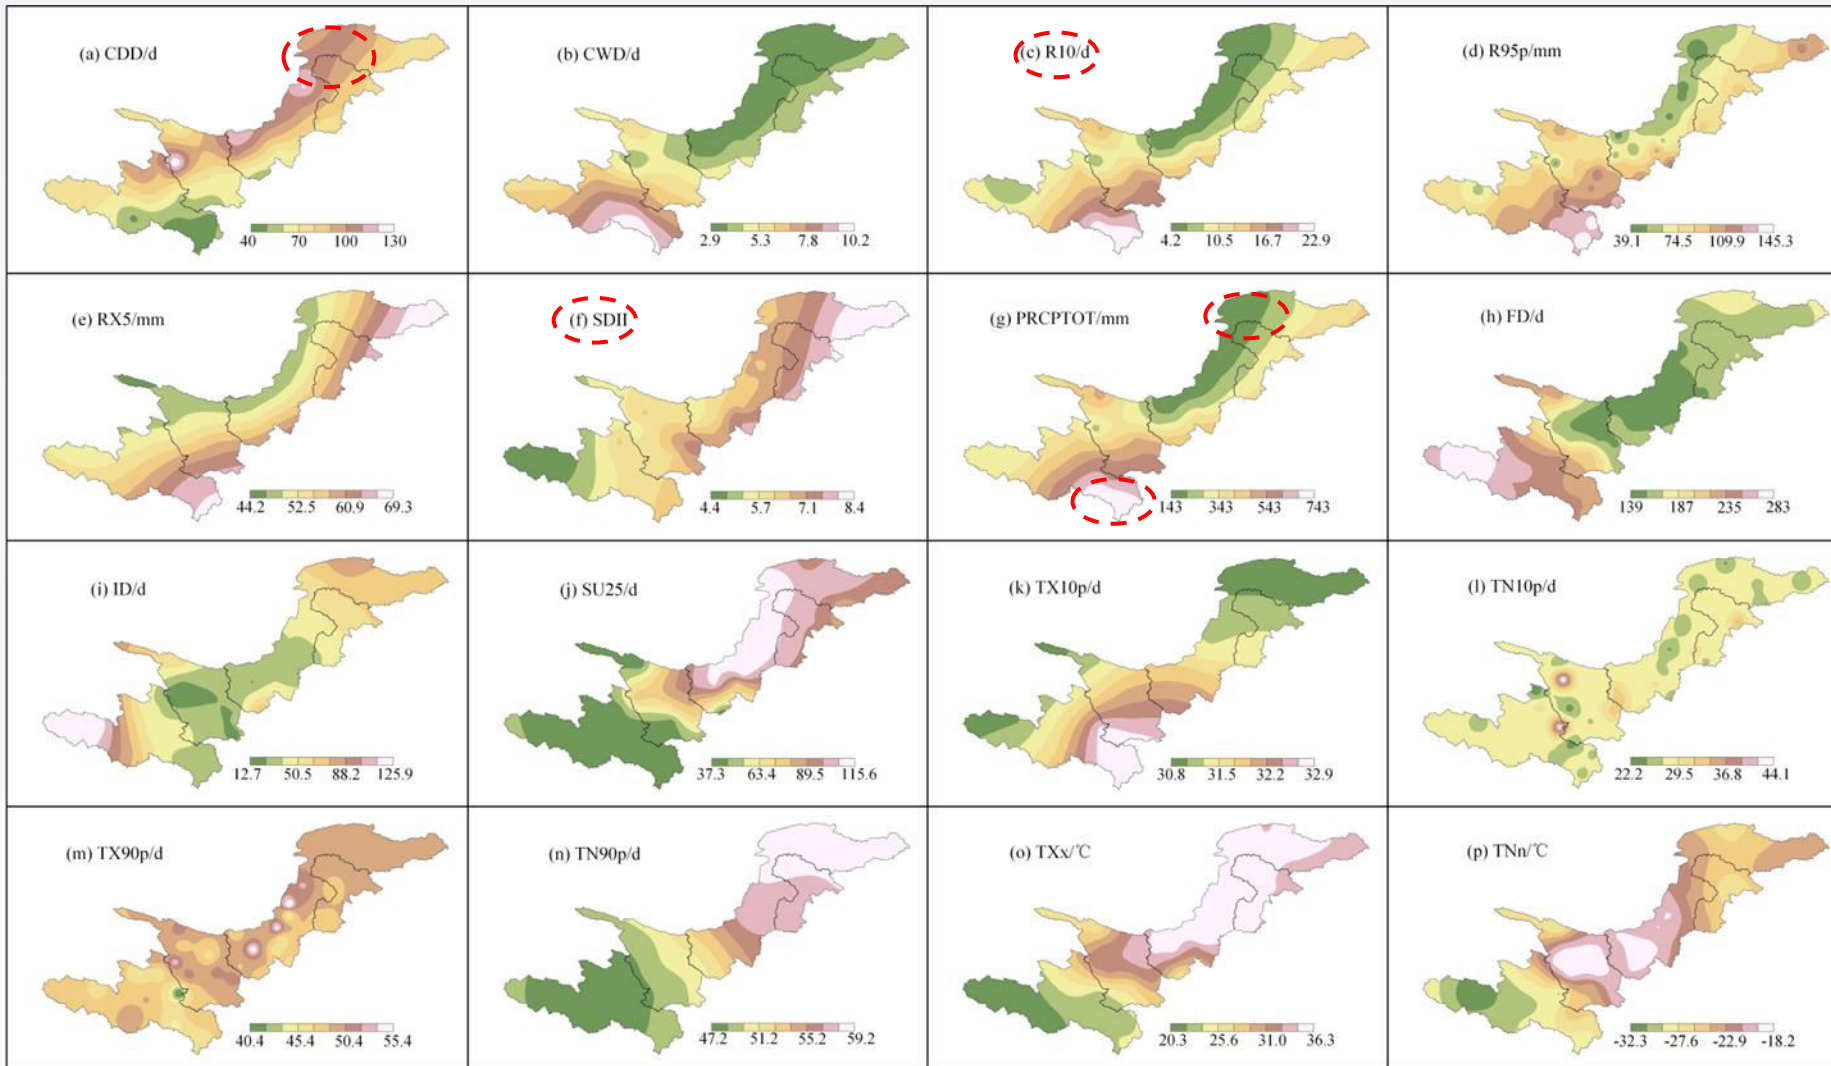 (a) CDD/d
40 70 100 130
(b) CWD/d
2.9 5.3 7.8 10.2
(c) R10/d
4.2 10.5 16.7 22.9
(d) R95p/mm
39.1 74.5 109.9 145.3
(e) RX5/mm
44.2 52.5 60.9 69.3
(f) SDII
4.4 5.7 7.1 8.4
(g) PRCPTOT/mm
143 343 543 743
(h) FD/d
139 187 235 283
(i) ID/d
12.7 50.5 88.2 125.9
(j) SU25/d
37.3 63.4 89.5 115.6
(k) TX10p/d
30.8 31.5 32.2 32.9
(l) TN10p/d
22.2 29.5 36.8 44.1
(m) TX90p/d
40.4 45.4 50.4 55.4
(n) TN90p/d
47.2 51.2 55.2 59.2
(o) TXx/℃
20.3 25.6 31.0 36.3
(p) TNn/℃
-32.3 -27.6 -22.9 -18.2